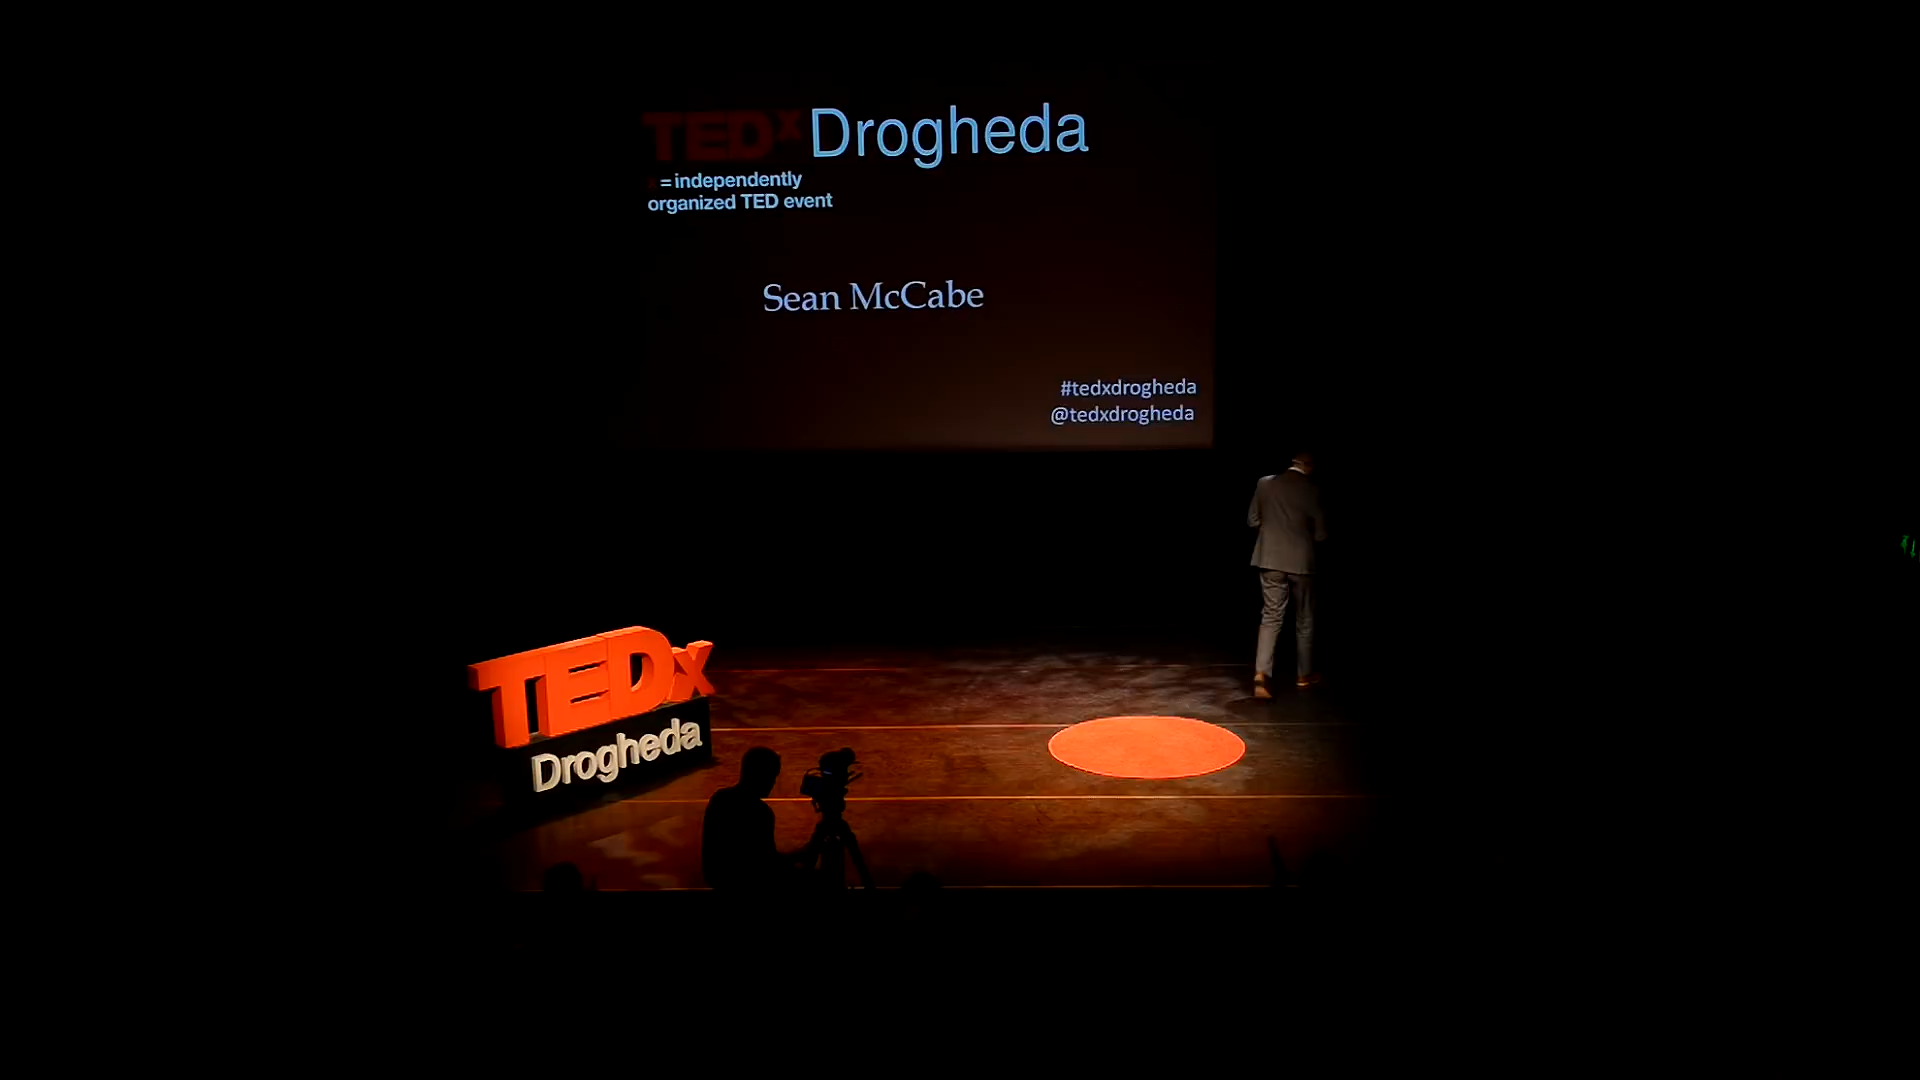 TEDx Drogheda
x = independently
organized TED event
Sean McCabe
#tedxdrogheda
@tedxdrogheda
TEDx
Drogheda